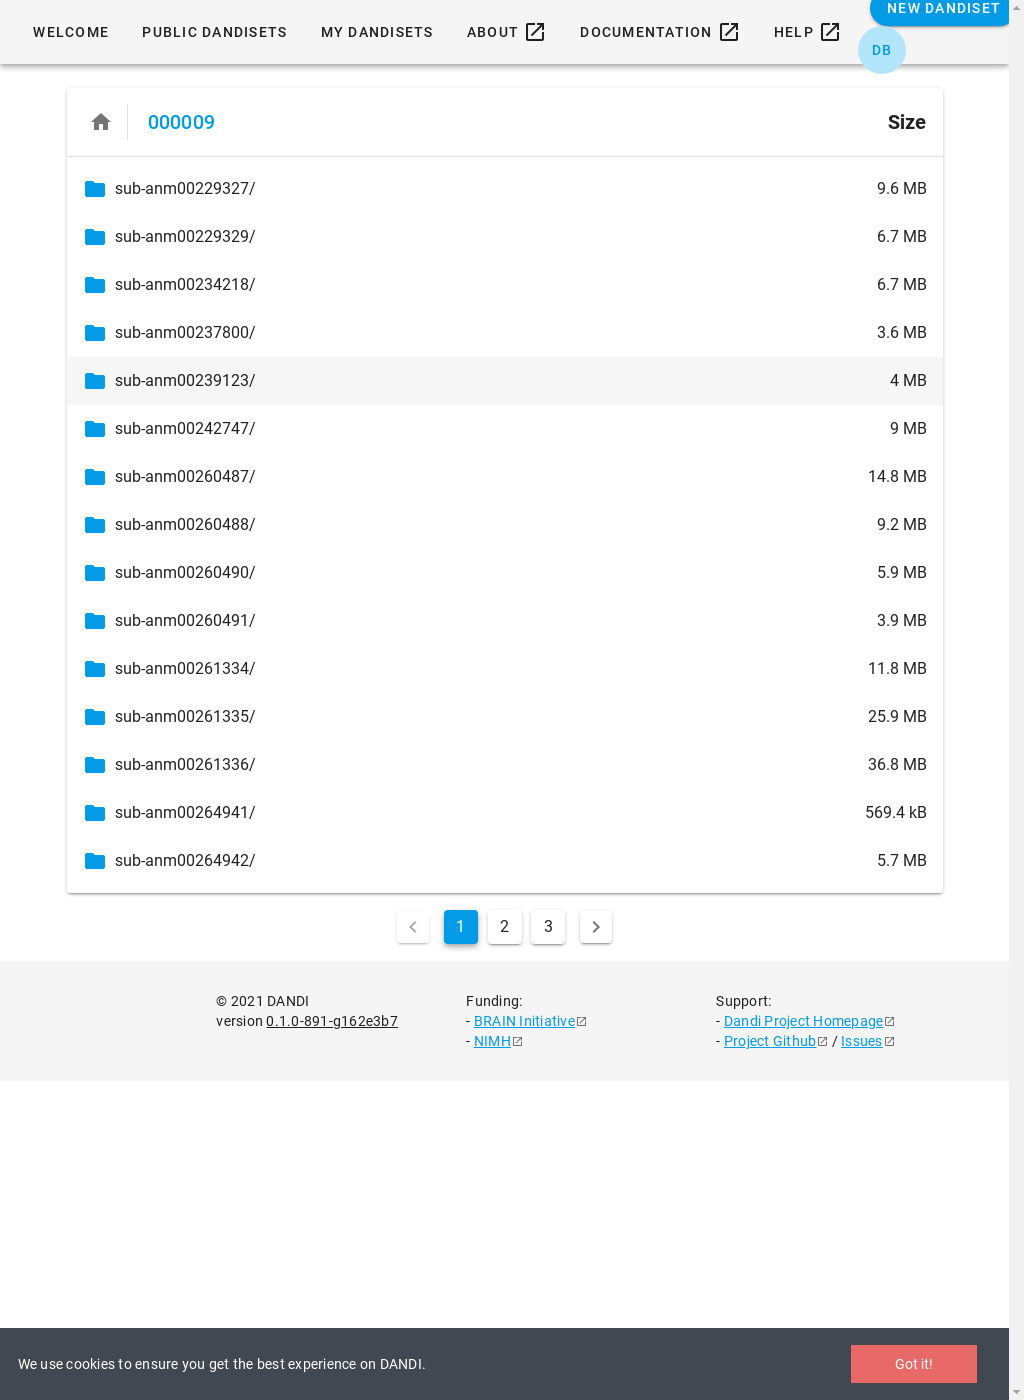 WELCOME PUBLIC DANDISETS MY DANDISETS ABOUT DOCUMENTATION HELP NEW DANDISET
DB
000009 Size
sub-anm00229327/ 9.6 MB
sub-anm00229329/ 6.7 MB
sub-anm00234218/ 6.7 MB
sub-anm00237800/ 3.6 MB
sub-anm00239123/ 4 MB
sub-anm00242747/ 9 MB
sub-anm00260487/ 14.8 MB
sub-anm00260488/ 9.2 MB
sub-anm00260490/ 5.9 MB
sub-anm00260491/ 3.9 MB
sub-anm00261334/ 11.8 MB
sub-anm00261335/ 25.9 MB
sub-anm00261336/ 36.8 MB
sub-anm00264941/ 569.4 kB
sub-anm00264942/ 5.7 MB
1 2 3
© 2021 DANDI
version 0.1.0-891-g162e3b7
Funding:
- BRAIN Initiative
- NIMH
Support:
- Dandi Project Homepage
- Project Github / Issues
We use cookies to ensure you get the best experience on DANDI. Got it!